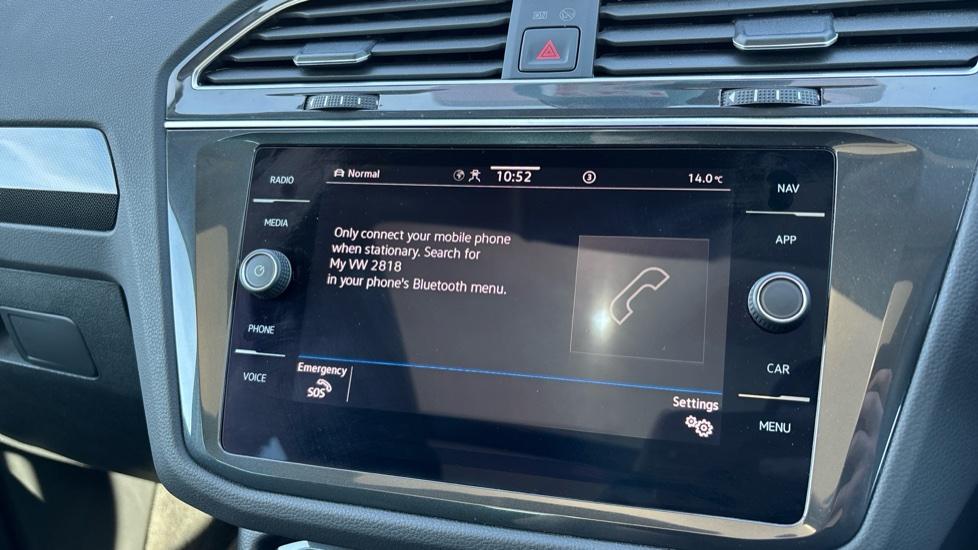 RADIO
MEDIA
PHONE
VOICE
Normal
10:52
3
14.0°C
Only connect your mobile phone
when stationary. Search for
My VW 2818
in your phone's Bluetooth menu.
Emergency
SOS
Settings
NAV
APP
CAR
MENU